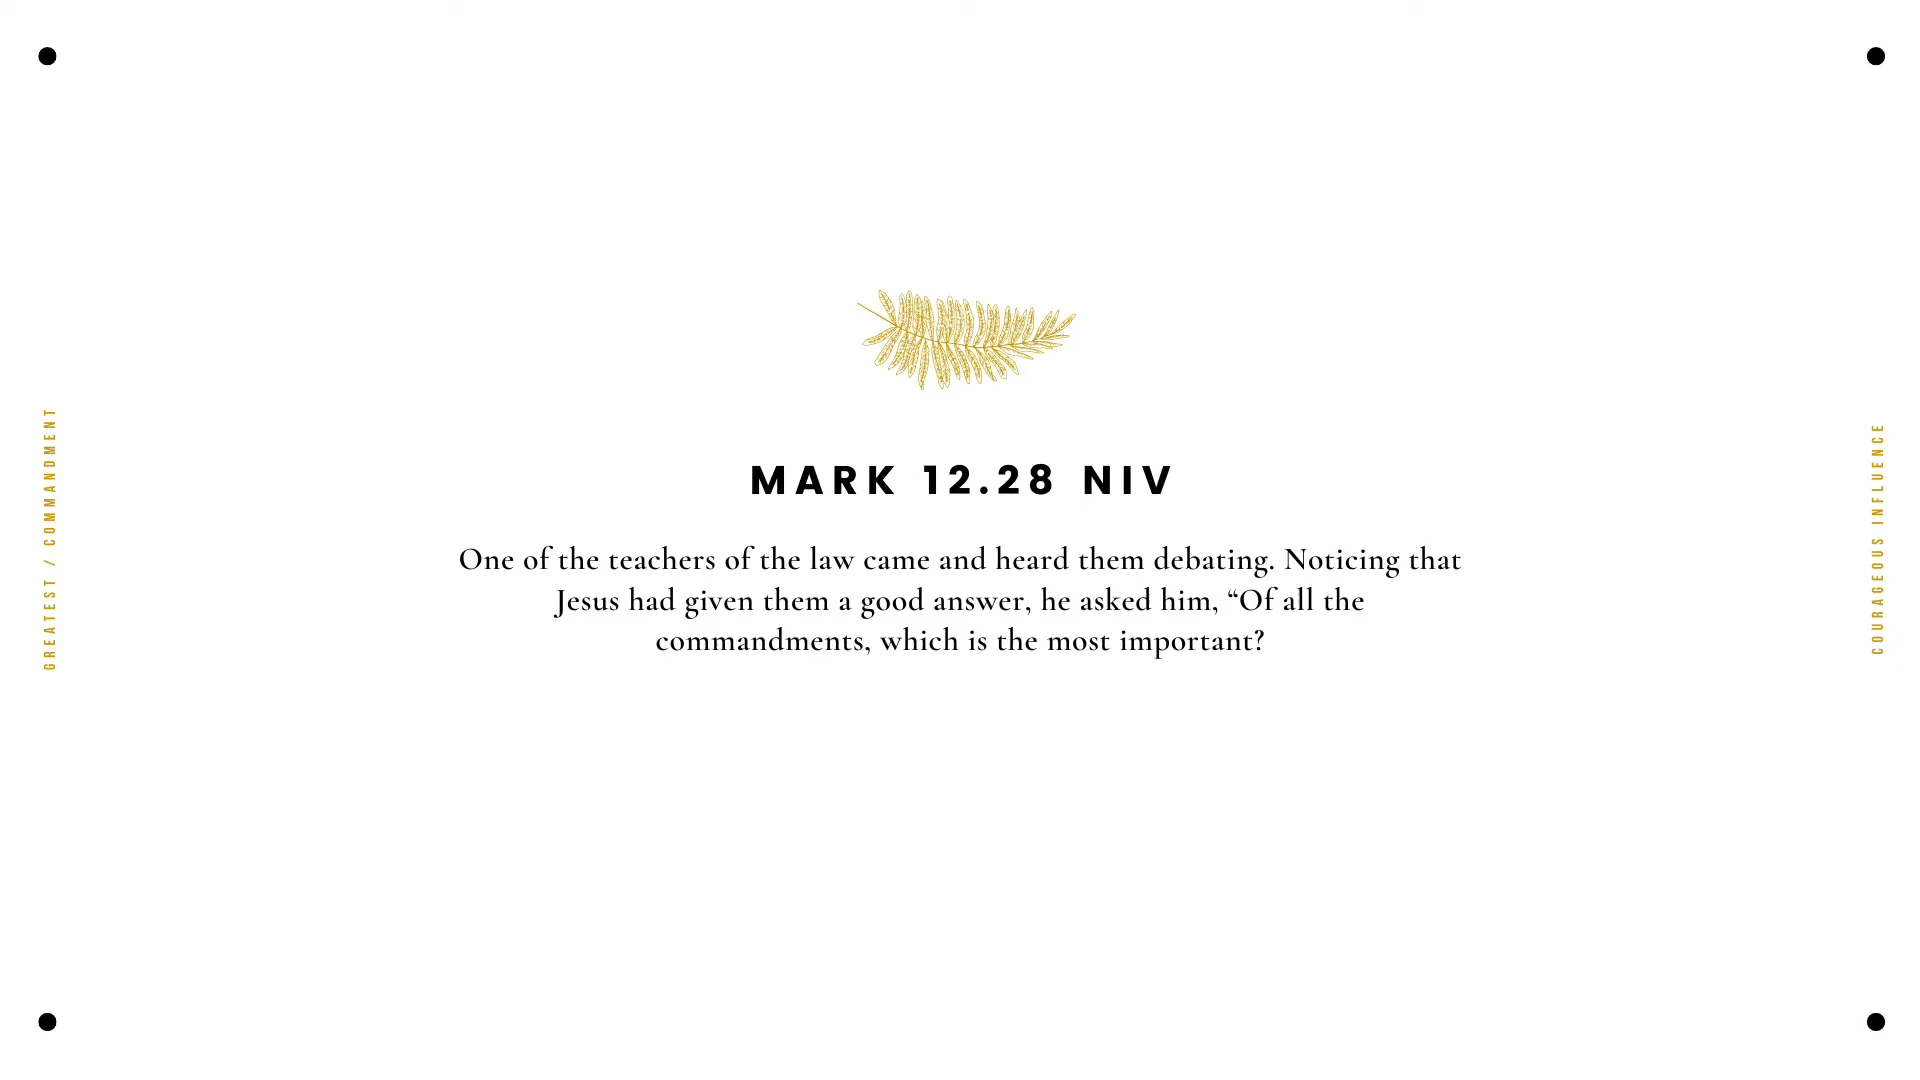 GREATEST / COMMANDMENT
MARK 12.28 NIV
One of the teachers of the law came and heard them debating. Noticing that
Jesus had given them a good answer, he asked him, “Of all the
commandments, which is the most important?
COURAGEOUS INFLUENCE